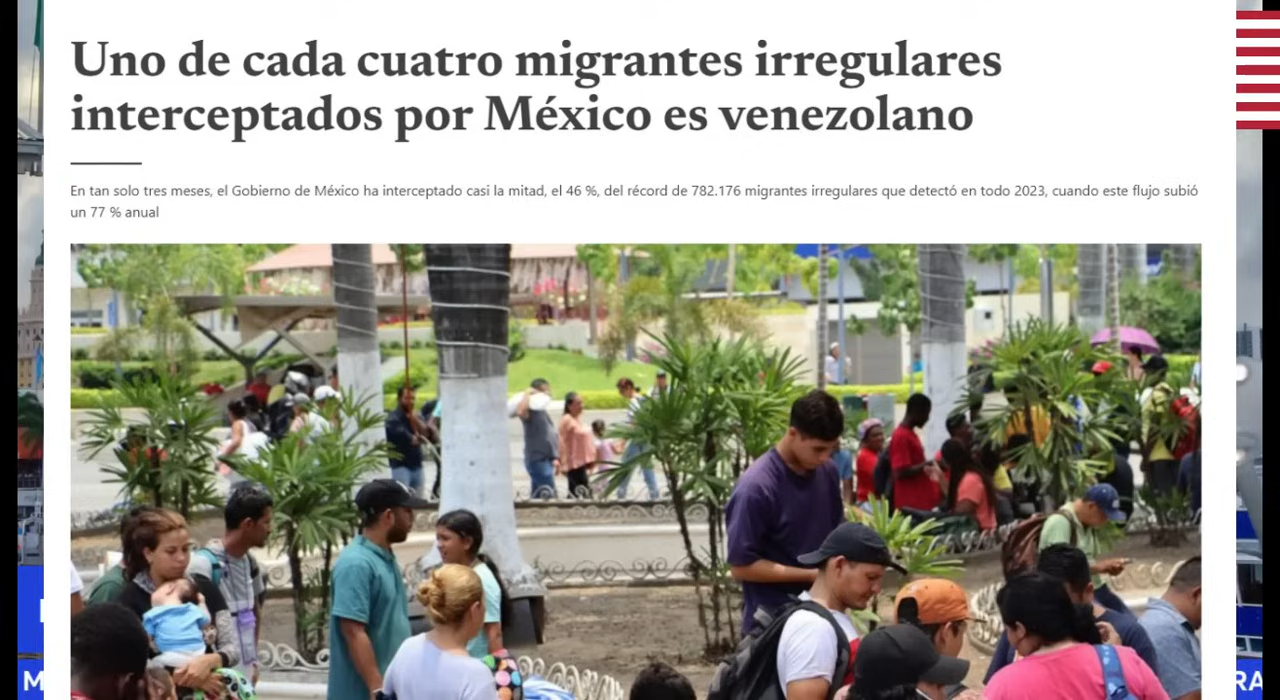 Uno de cada cuatro migrantes irregulares
interceptados por México es venezolano
En tan solo tres meses, el Gobierno de México ha interceptado casi la mitad, el 46 %, del récord de 782.176 migrantes irregulares que detectó en todo 2023, cuando este flujo subió
un 77 % anual
M
RA